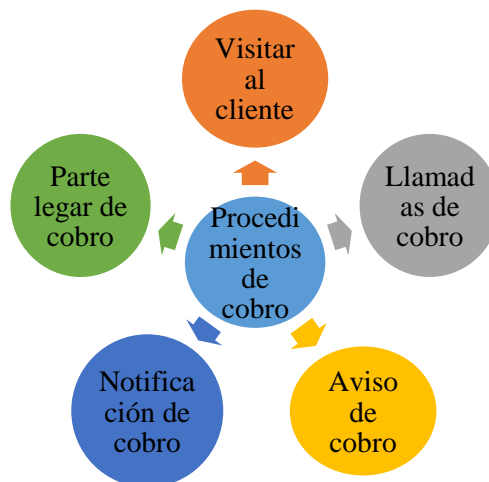 Visitar
al
cliente
Parte
legar de
cobro
Llamad
as de
cobro
Procedi
mientos
de
cobro
Notifica
ción de
cobro
Aviso
de
cobro